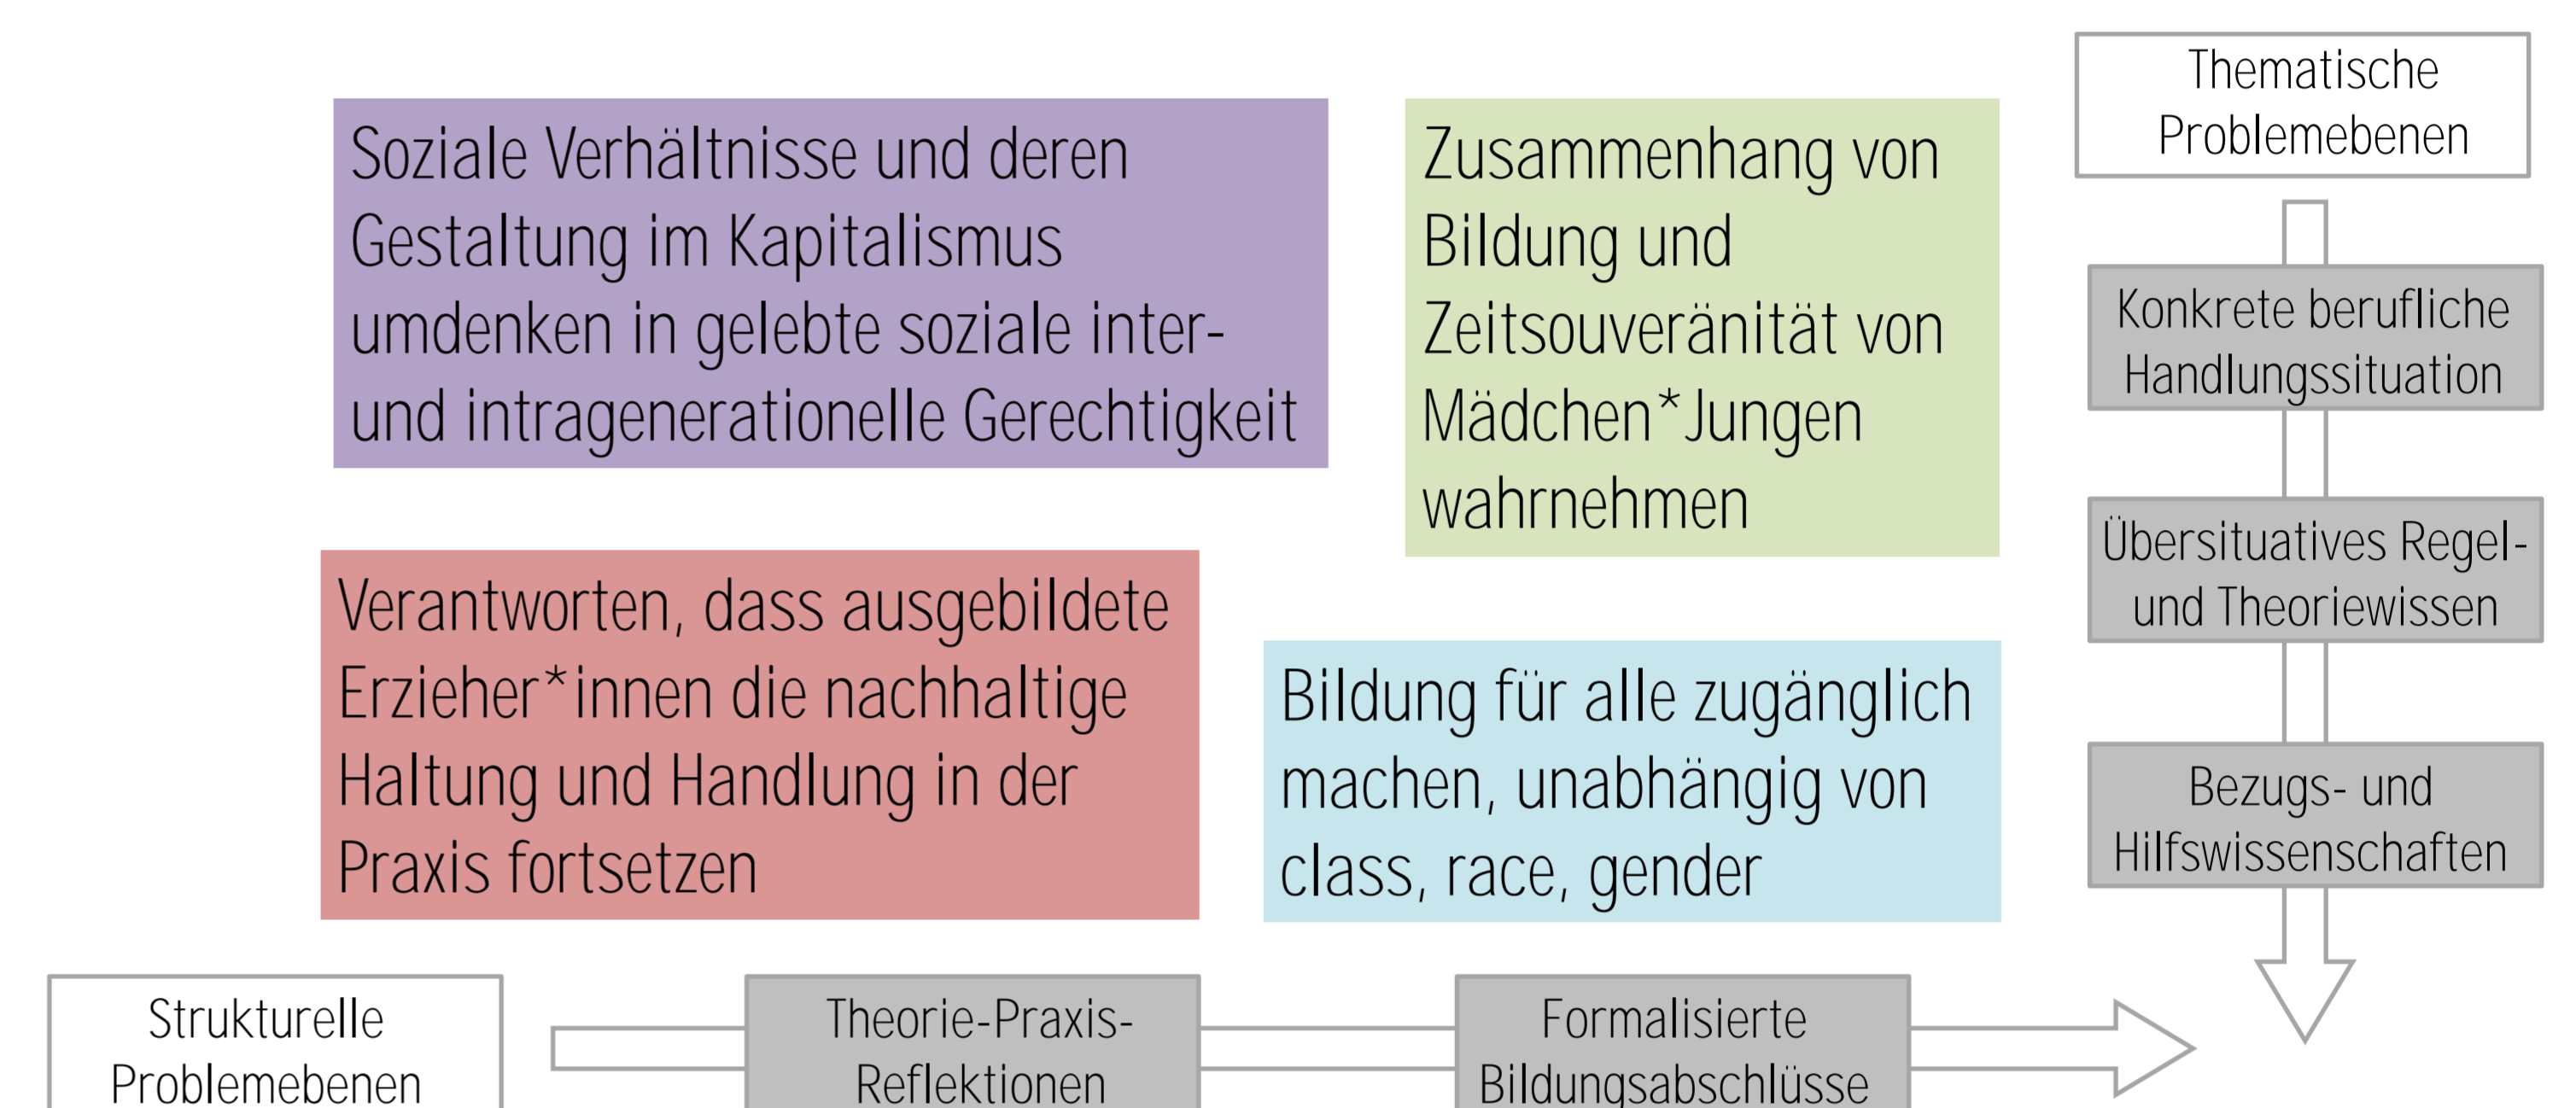 Thematische
Problemebenen
Soziale Verhältnisse und deren
Gestaltung im Kapitalismus
umdenken in gelebte soziale inter-
und intragenerationelle Gerechtigkeit
Zusammenhang von
Bildung und
Zeitsouveränität von
Mädchen*Jungen
wahrnehmen
Konkrete berufliche
Handlungssituation
Übersituatives Regel-
und Theoriewissen
Verantworten, dass ausgebildete
Erzieher*innen die nachhaltige
Haltung und Handlung in der
Praxis fortsetzen
Bildung für alle zugänglich
machen, unabhängig von
class, race, gender
Bezugs- und
Hilfswissenschaften
Strukturelle
Problemebenen
Theorie-Praxis-
Reflektionen
Formalisierte
Bildungsabschlüsse